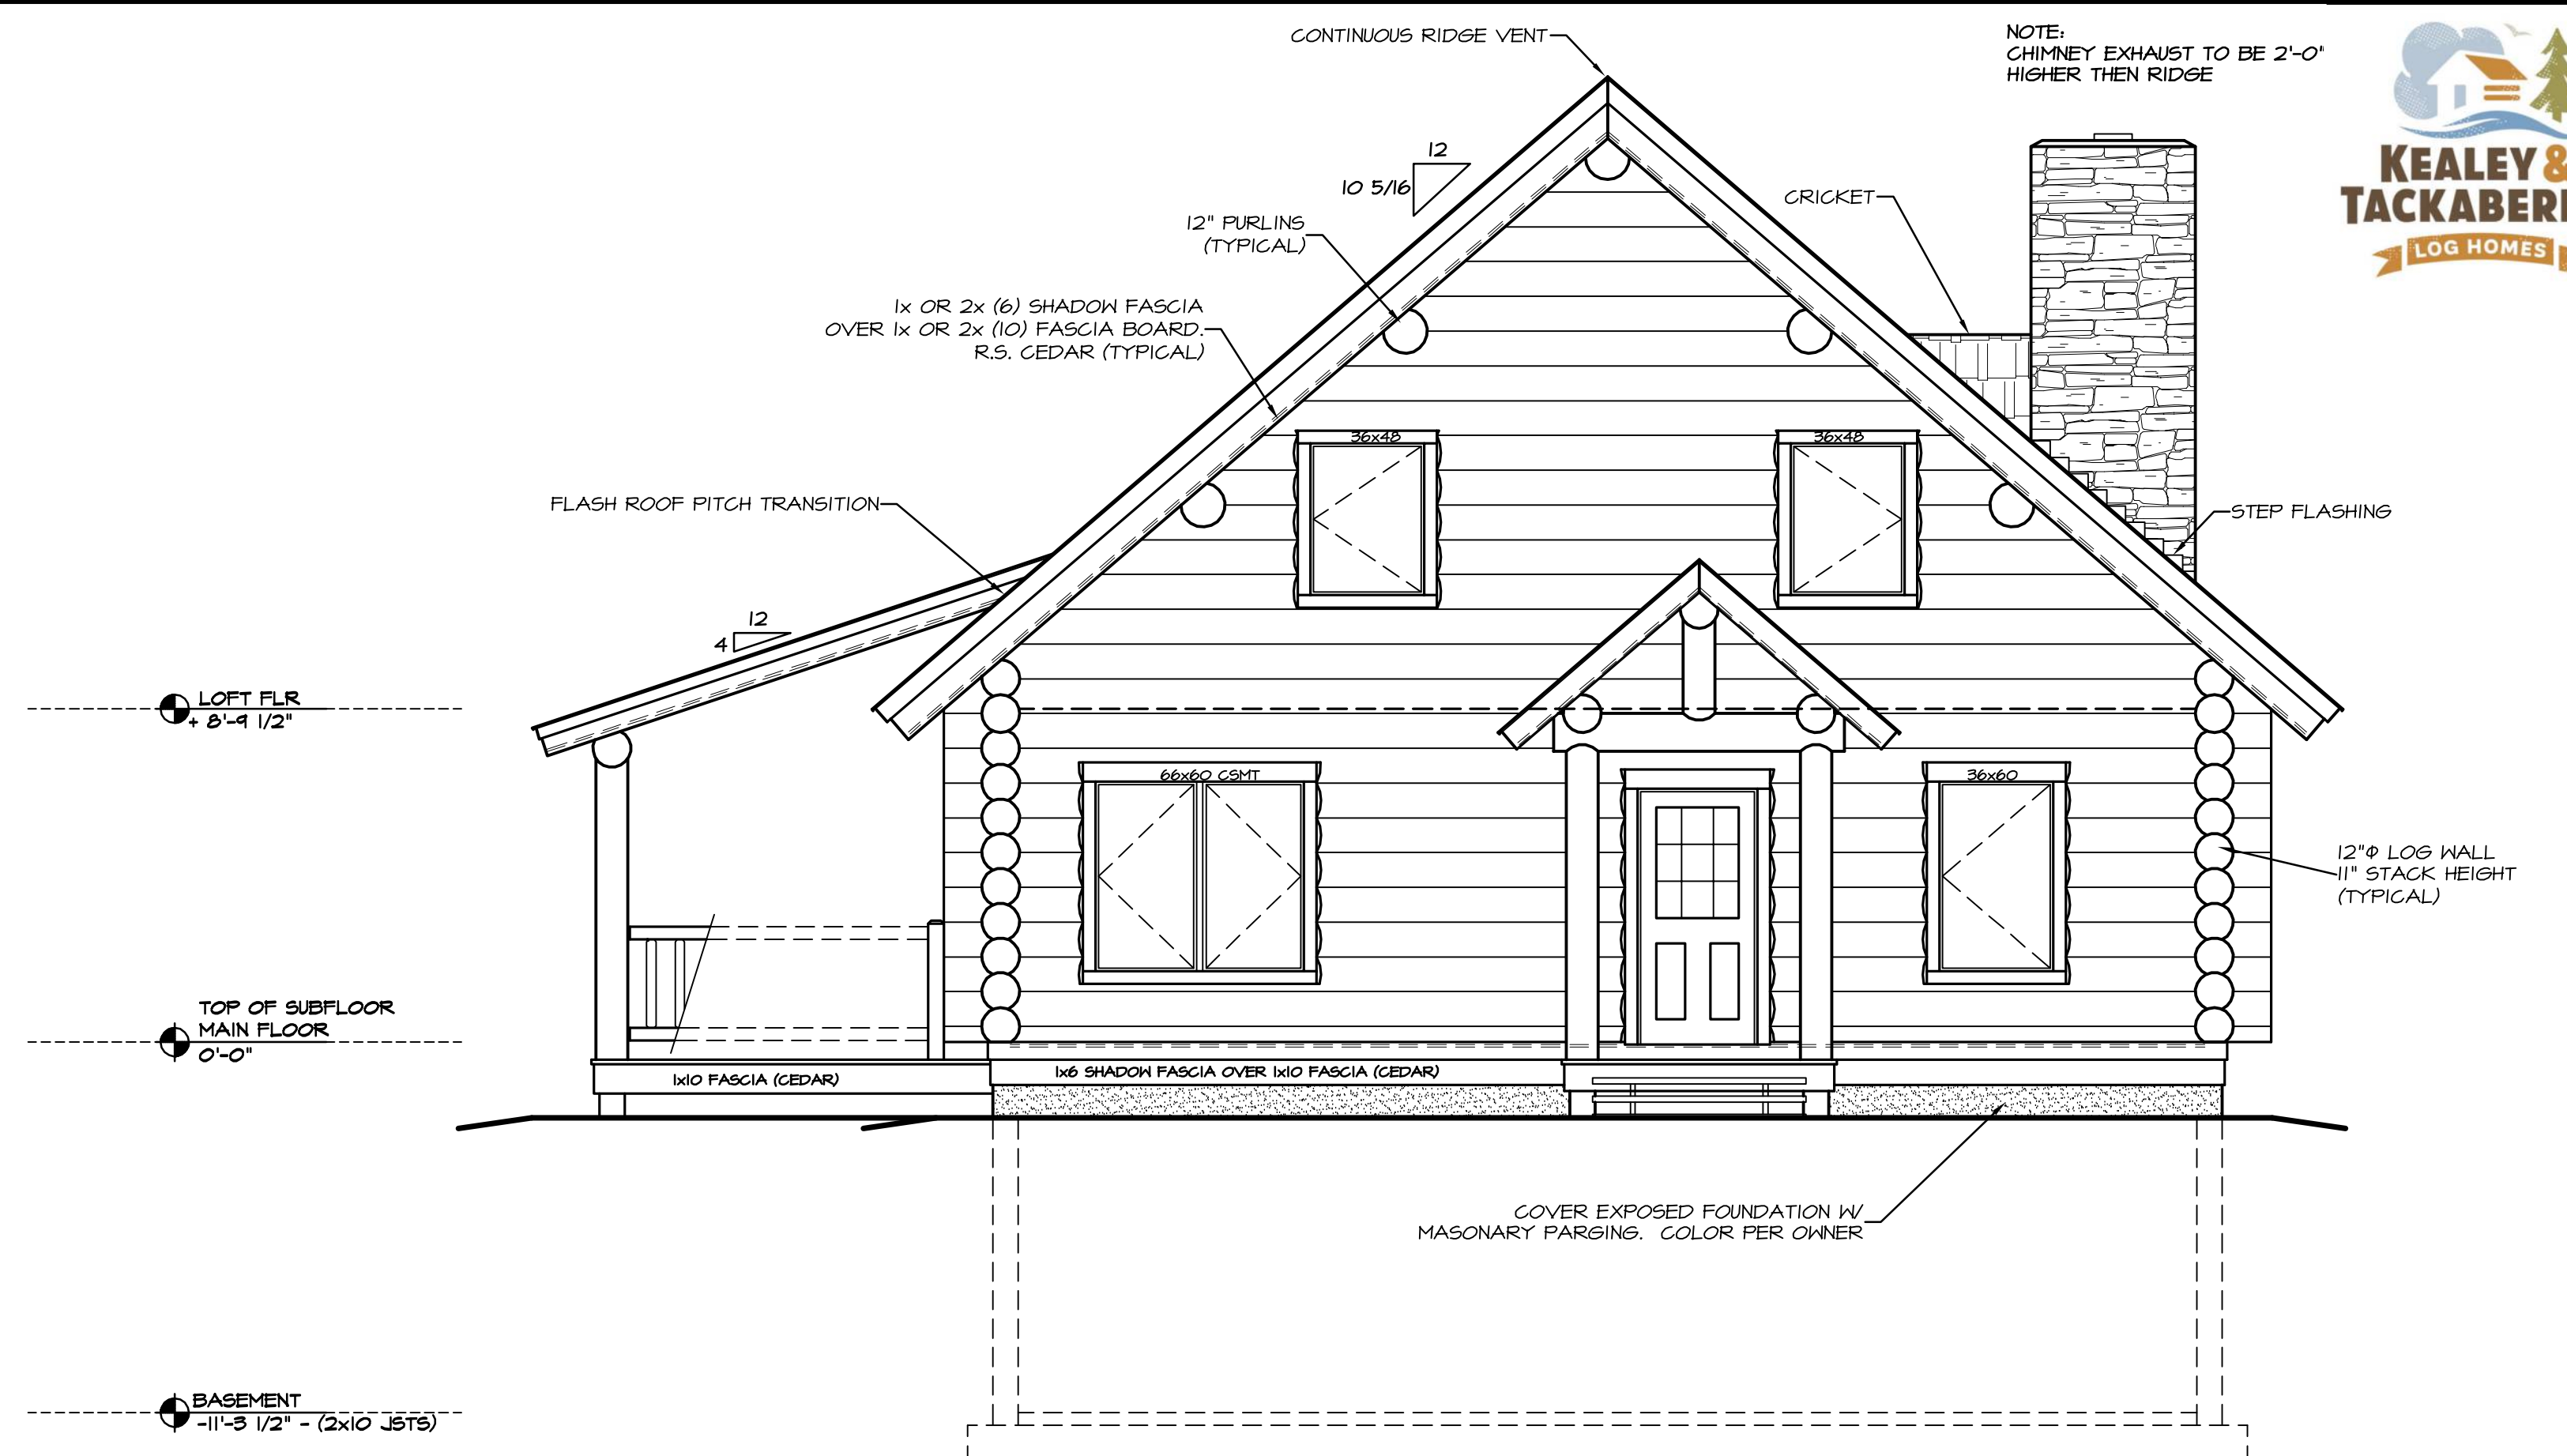 CONTINUOUS RIDGE VENT
NOTE:
CHIMNEY EXHAUST TO BE 2'-0"
HIGHER THEN RIDGE
KEALEY &
TACKABER
LOG HOMES
12
10 5/16
CRICKET
12" PURLINS
(TYPICAL)
1x OR 2x (6) SHADOW FASCIA
OVER 1x OR 2x (10) FASCIA BOARD.
R.S. CEDAR (TYPICAL)
36x48
36x48
FLASH ROOF PITCH TRANSITION
STEP FLASHING
12
4
LOFT FLR
+ 8'-9 1/2"
66x60 CSMT
36x60
12"Φ LOG WALL
11" STACK HEIGHT
(TYPICAL)
TOP OF SUBFLOOR
MAIN FLOOR
0'-0"
1x10 FASCIA (CEDAR)
1x6 SHADOW FASCIA OVER 1x10 FASCIA (CEDAR)
COVER EXPOSED FOUNDATION W/
MASONARY PARGING. COLOR PER OWNER
BASEMENT
-11'-3 1/2" - (2x10 JSTS)